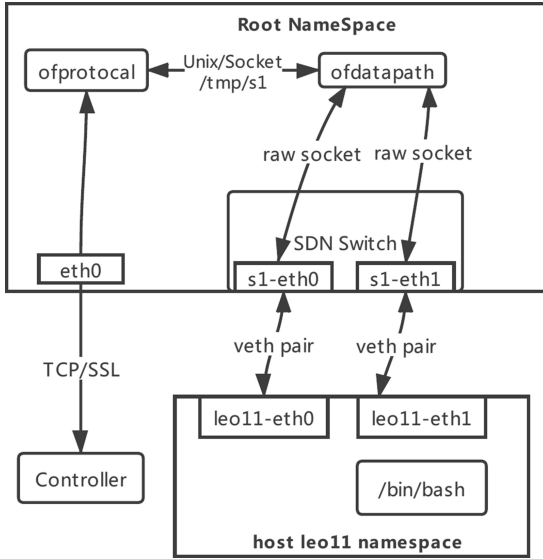 Root NameSpace
ofprotocal
Unix/Socket
/tmp/s1
ofdatapath
raw socket
raw socket
SDN Switch
eth0
s1-eth0
s1-eth1
veth pair
veth pair
TCP/SSL
leo11-eth0
leo11-eth1
Controller
/bin/bash
host leo11 namespace